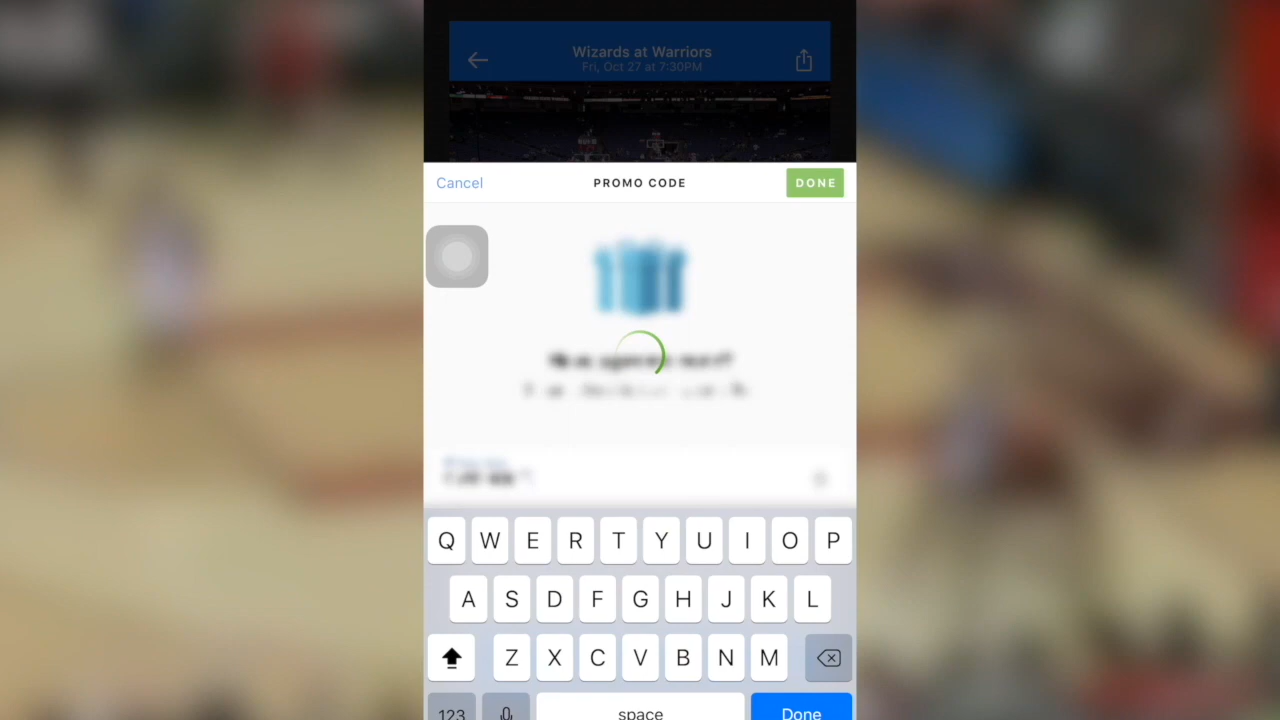 Wizards at Warriors
Fri, Oct 27 at 7:30PM
Cancel
PROMO CODE
DONE
Q W E R T Y U I O P
A S D F G H J K L
Z X C V B N M
123
space
Done